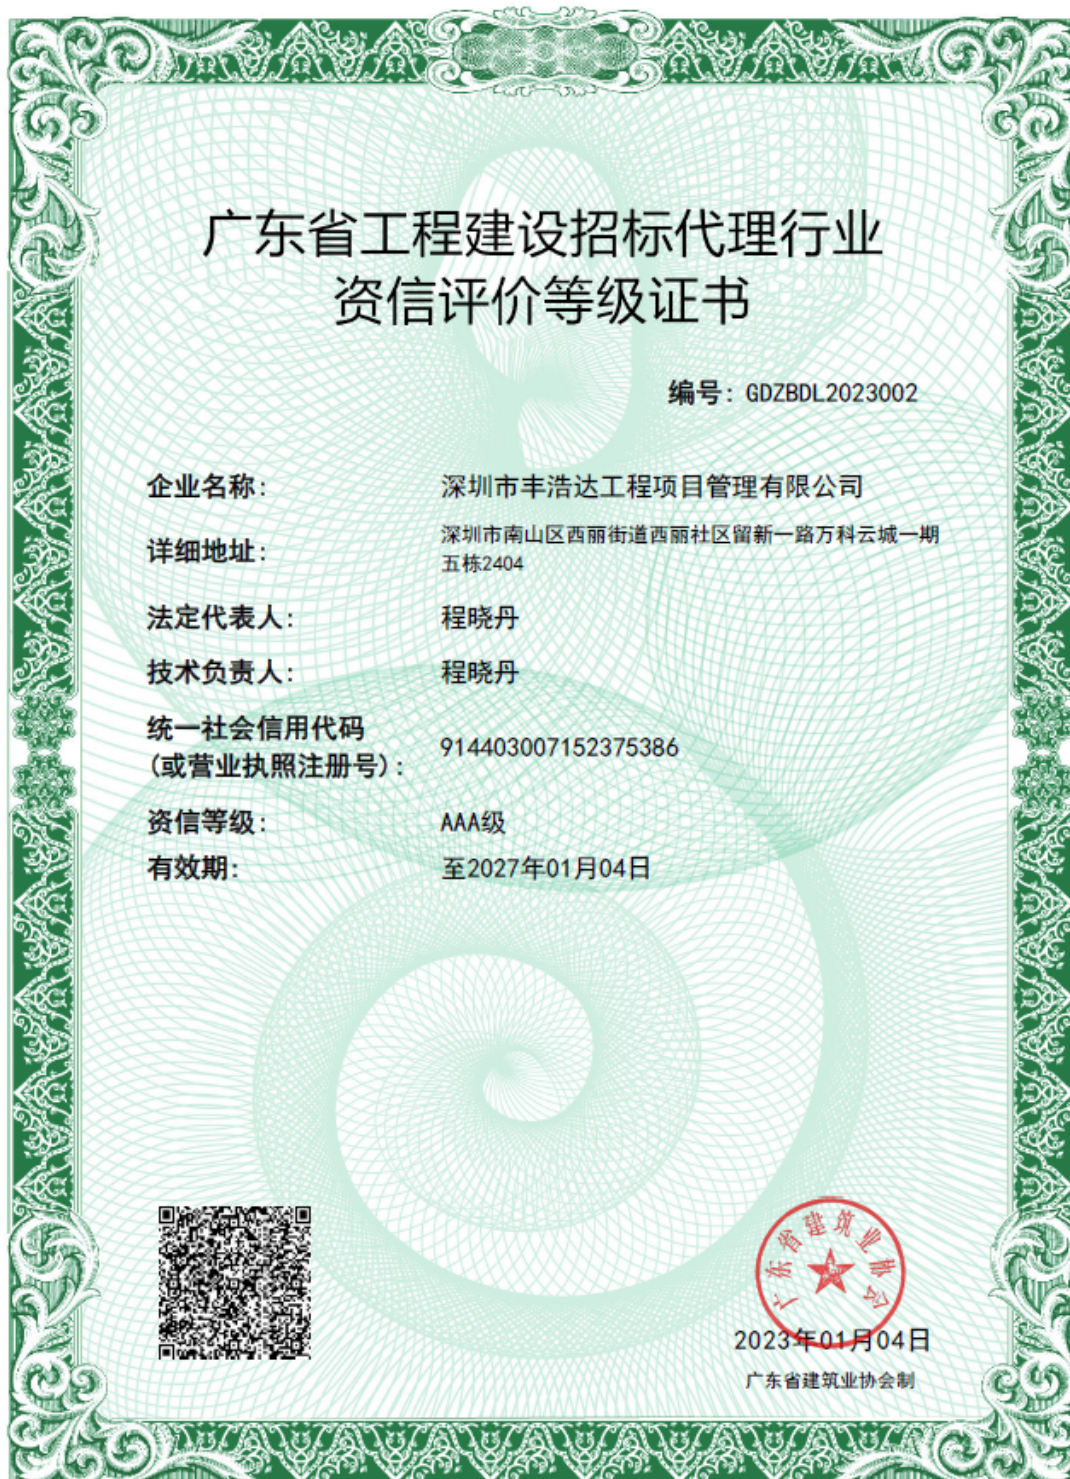 广东省工程建设招标代理行业
资信评价等级证书
编号：GDZBDL2023002
企业名称：深圳市丰浩达工程项目管理有限公司
详细地址：深圳市南山区西丽街道西丽社区留新一路万科云城一期
五栋2404
法定代表人：程晓丹
技术负责人：程晓丹
统一社会信用代码
(或营业执照注册号)：914403007152375386
资信等级：AAA级
有效期：至2027年01月04日
广东省建筑业协会
2023年01月04日
广东省建筑业协会制